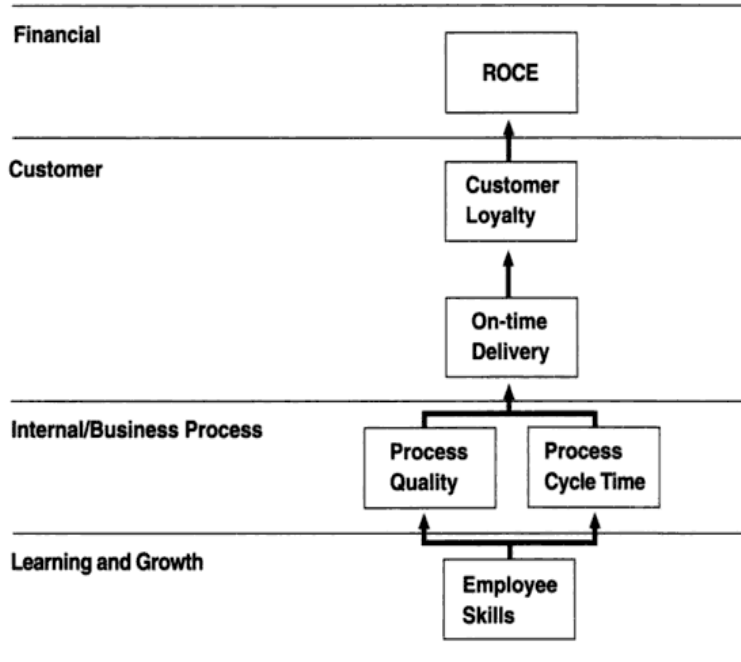 Financial
ROCE
Customer
Customer
Loyalty
On-time
Delivery
Internal/Business Process
Process
Quality
Process
Cycle Time
Learning and Growth
Employee
Skills